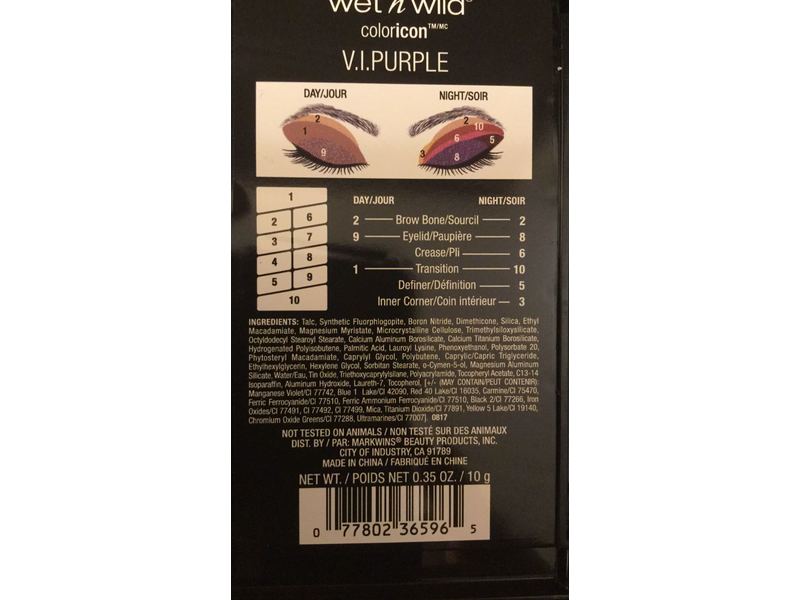 wet n wild®
coloricon™/MC
V.I.PURPLE
DAY/JOUR NIGHT/SOIR
2
1
9
2
10
6
5
3
8
1
2 6
3 7
4 8
5 9
10
DAY/JOUR NIGHT/SOIR
2 Brow Bone/Sourcil 2
9 Eyelid/Paupière 8
Crease/Pli 6
1 Transition 10
Definer/Définition 5
Inner Corner/Coin intérieur 3
INGREDIENTS: Talc, Synthetic Fluorphlogopite, Boron Nitride, Dimethicone, Silica, Ethyl
Macadamiate, Magnesium Myristate, Microcrystalline Cellulose, Trimethylsiloxysilicate,
Octyldodecyl Stearoyl Stearate, Calcium Aluminum Borosilicate, Calcium Titanium Borosilicate,
Hydrogenated Polyisobutene, Palmitic Acid, Lauroyl Lysine, Phenoxyethanol, Polysorbate 20,
Phytosteryl Macadamiate, Caprylyl Glycol, Polybutene, Caprylic/Capric Triglyceride,
Ethylhexylglycerin, Hexylene Glycol, Sorbitan Stearate, o-Cymen-5-ol, Magnesium Aluminum
Silicate, Water/Eau, Tin Oxide, Triethoxycaprylylsilane, Polyacrylamide, Tocopheryl Acetate, C13-14
Isoparaffin, Aluminum Hydroxide, Laureth-7, Tocopherol, [+/- (MAY CONTAIN/PEUT CONTENIR):
Manganese Violet/CI 77742, Blue 1 Lake/CI 42090, Red 40 Lake/CI 16035, Carmine/CI 75470,
Ferric Ferrocyanide/CI 77510, Ferric Ammonium Ferrocyanide/CI 77510, Black 2/CI 77266, Iron
Oxides/CI 77491, CI 77492, CI 77499, Mica, Titanium Dioxide/CI 77891, Yellow 5 Lake/CI 19140,
Chromium Oxide Greens/CI 77288, Ultramarines/CI 77007]. 0817
NOT TESTED ON ANIMALS / NON TESTÉ SUR DES ANIMAUX
DIST. BY / PAR: MARKWINS® BEAUTY PRODUCTS, INC.
CITY OF INDUSTRY, CA 91789
MADE IN CHINA / FABRIQUÉ EN CHINE
NET WT. / POIDS NET 0.35 OZ. / 10 g
0 77802 36596 5